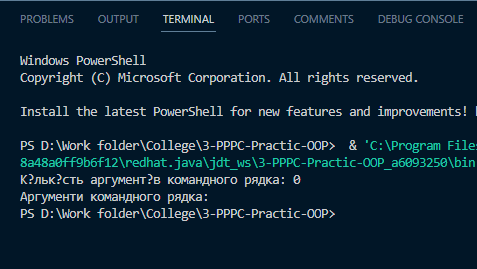 PROBLEMS OUTPUT TERMINAL PORTS COMMENTS DEBUG CONSOLE
Windows PowerShell
Copyright (C) Microsoft Corporation. All rights reserved.
Install the latest PowerShell for new features and improvements!
PS D:\Work folder\College\3-PPPC-Practic-OOP> & 'C:\Program Files
8a48a0ff9b6f12\redhat.java\jdt_ws\3-PPPC-Practic-OOP_a6093250\bin
К?льк?сть аргумент?в командного рядка: 0
Аргументи командного рядка:
PS D:\Work folder\College\3-PPPC-Practic-OOP>